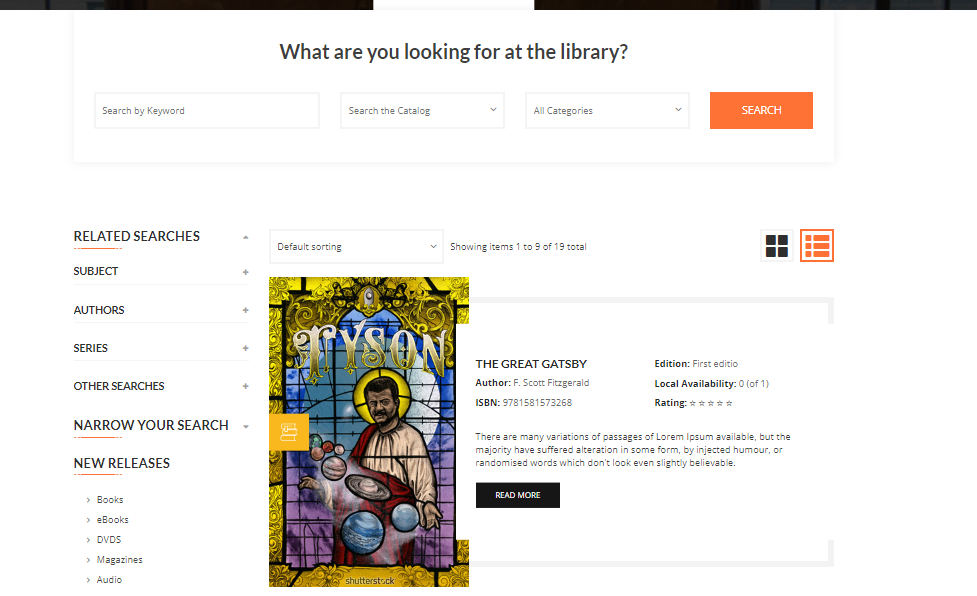 What are you looking for at the library?
Search by Keyword
Search the Catalog
All Categories
SEARCH
RELATED SEARCHES
SUBJECT
AUTHORS
SERIES
OTHER SEARCHES
NARROW YOUR SEARCH
NEW RELEASES
Books
eBooks
DVDS
Magazines
Audio
Default sorting
Showing items 1 to 9 of 19 total
TYSON
shutterstock
THE GREAT GATSBY
Author: F. Scott Fitzgerald
ISBN: 9781581573268
Edition: First editio
Local Availability: 0 (of 1)
Rating: ☆ ☆ ☆ ☆ ☆
There are many variations of passages of Lorem Ipsum available, but the
majority have suffered alteration in some form, by injected humour, or
randomised words which don't look even slightly believable.
READ MORE